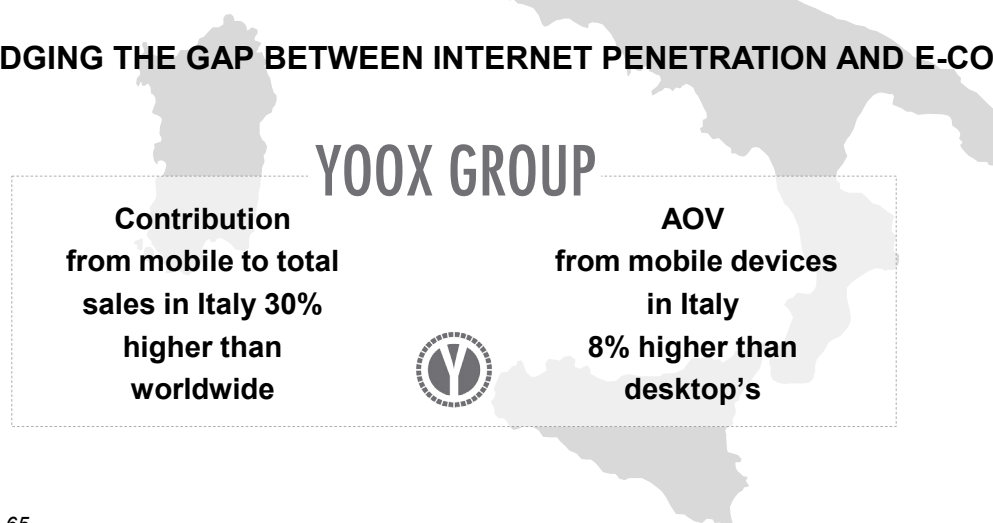 DGING THE GAP BETWEEN INTERNET PENETRATION AND E-CO
YOOX GROUP
Contribution
from mobile to total
sales in Italy 30%
higher than
worldwide
AOV
from mobile devices
in Italy
8% higher than
desktop’s
Y
65